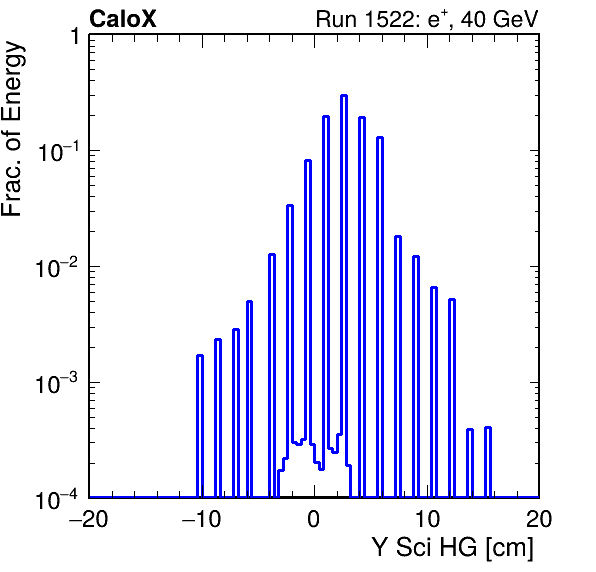 CaloX Run 1522: e⁺, 40 GeV
Frac. of Energy
1
10⁻¹
10⁻²
10⁻³
10⁻⁴
−20 −10 0 10 20
Y Sci HG [cm]